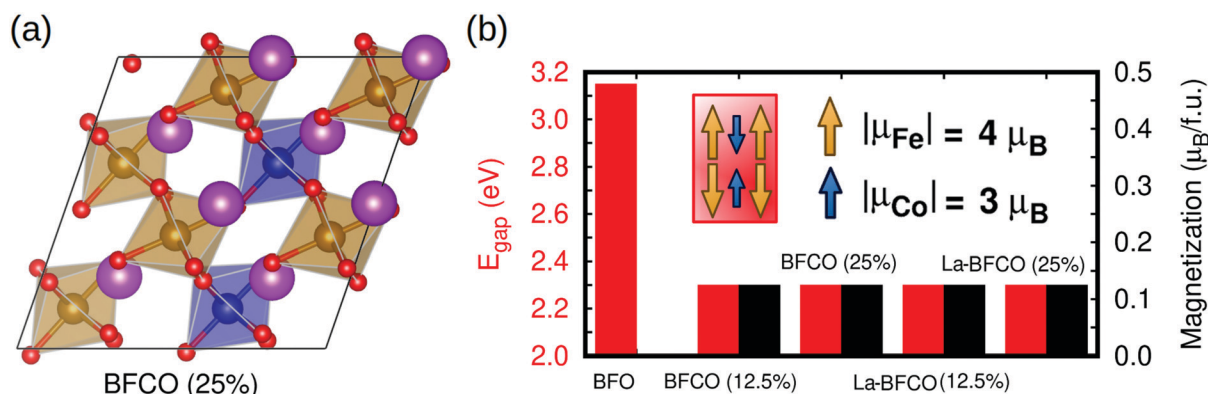 (a)
BFCO (25%)
(b)
E_gap (eV)
3.2
3.0
2.8
2.6
2.4
2.2
2.0
|μ_Fe| = 4 μ_B
|μ_Co| = 3 μ_B
BFCO (25%) La-BFCO (25%)
BFO BFCO (12.5%) La-BFCO (12.5%)
0.5
0.4
0.3
0.2
0.1
0.0
Magnetization (μ_B/f.u.)